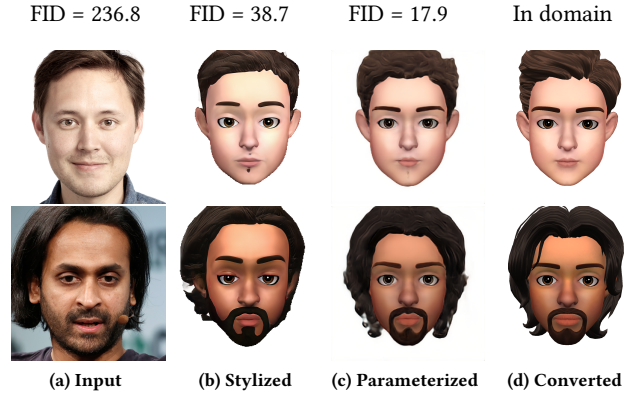 FID = 236.8 FID = 38.7 FID = 17.9 In domain
(a) Input (b) Stylized (c) Parameterized (d) Converted